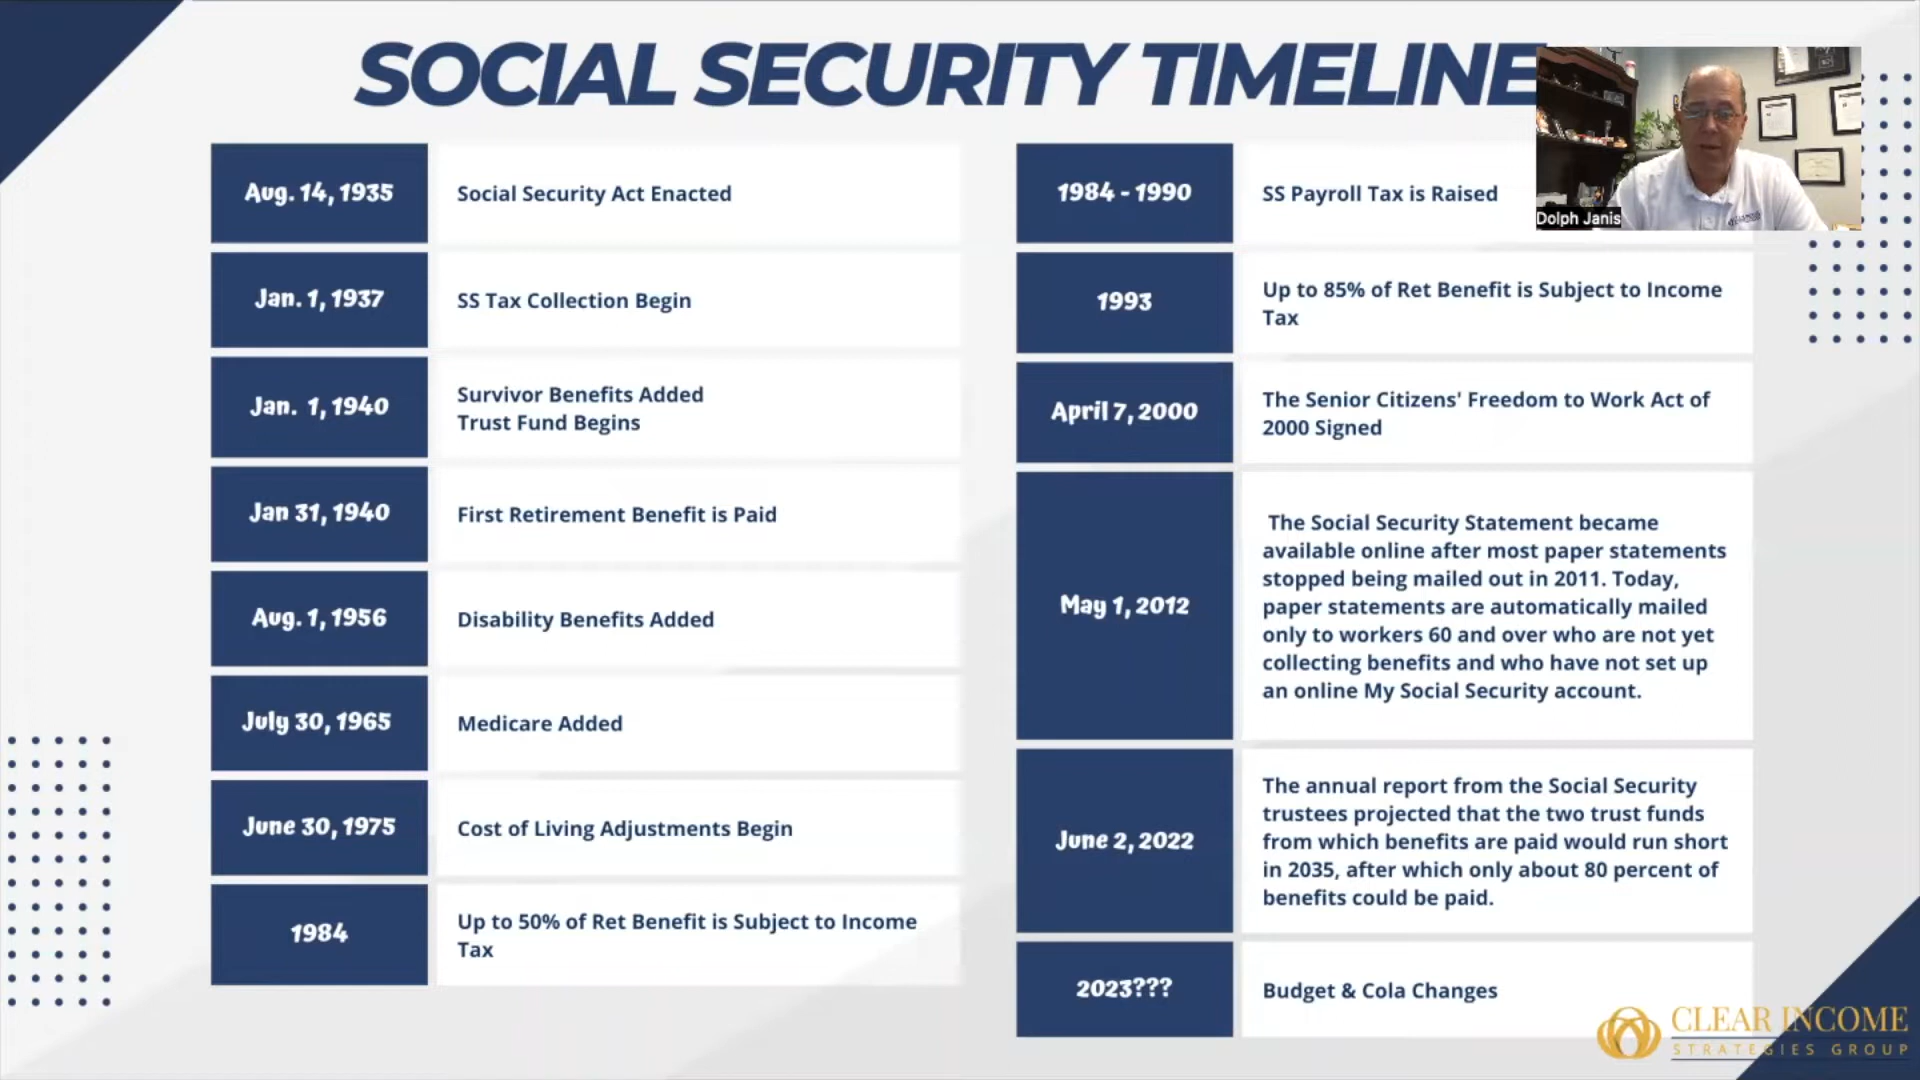 SOCIAL SECURITY TIMELINE
Aug. 14, 1935
Social Security Act Enacted
Jan. 1, 1937
SS Tax Collection Begin
Jan. 1, 1940
Survivor Benefits Added
Trust Fund Begins
Jan 31, 1940
First Retirement Benefit is Paid
Aug. 1, 1956
Disability Benefits Added
July 30, 1965
Medicare Added
June 30, 1975
Cost of Living Adjustments Begin
1984
Up to 50% of Ret Benefit is Subject to Income
Tax
1984 - 1990
SS Payroll Tax is Raised
1993
Up to 85% of Ret Benefit is Subject to Income
Tax
April 7, 2000
The Senior Citizens' Freedom to Work Act of
2000 Signed
May 1, 2012
The Social Security Statement became
available online after most paper statements
stopped being mailed out in 2011. Today,
paper statements are automatically mailed
only to workers 60 and over who are not yet
collecting benefits and who have not set up
an online My Social Security account.
June 2, 2022
The annual report from the Social Security
trustees projected that the two trust funds
from which benefits are paid would run short
in 2035, after which only about 80 percent of
benefits could be paid.
2023???
Budget & Cola Changes
Dolph Janis
CLEAR INCOME
STRATEGIES GROUP